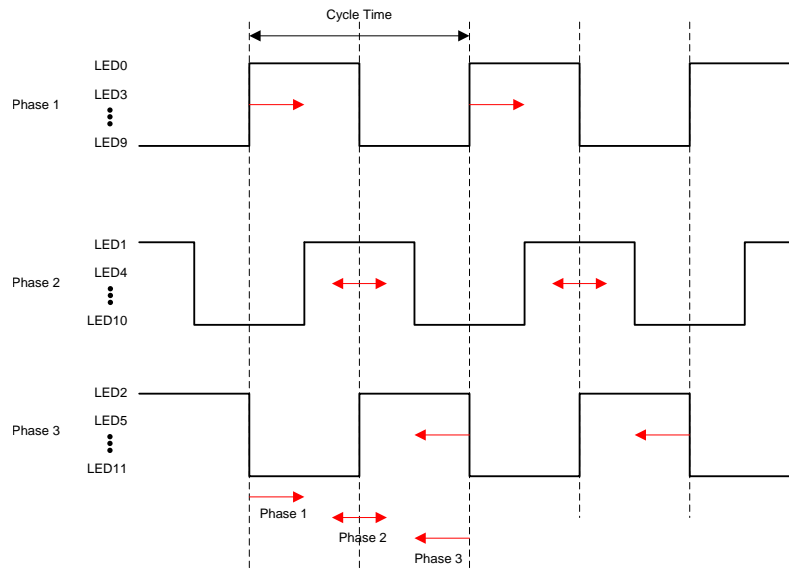 Cycle Time
LED0
Phase 1
LED3
LED9
LED1
Phase 2
LED4
LED10
LED2
Phase 3
LED5
LED11
Phase 1
Phase 2
Phase 3